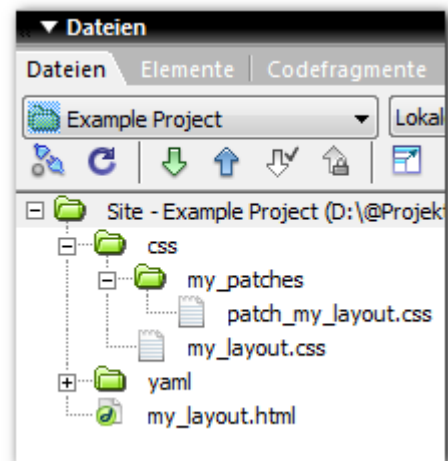 ▼ Dateien
Dateien Elemente Codefragmente
Example Project Lokal
Site - Example Project (D:\@Projekt
css
my_patches
patch_my_layout.css
my_layout.css
yaml
my_layout.html